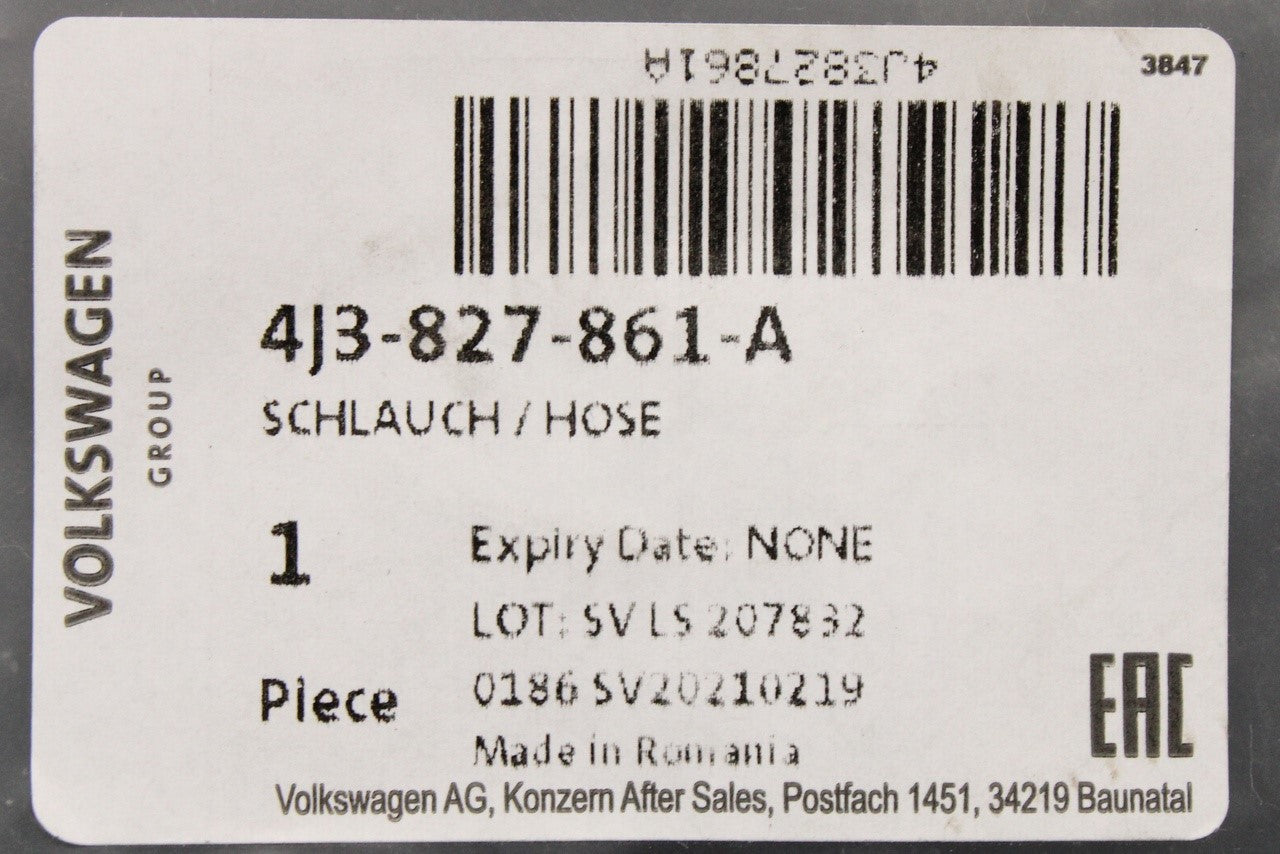 4J3827861A
3847
4J3-827-861-A
SCHLAUCH / HOSE
1
Expiry Date: NONE
LOT: SV LS 207832
Piece
0186 SV20210219
Made in Romania
EAC
Volkswagen AG, Konzern After Sales, Postfach 1451, 34219 Baunatal
VOLKSWAGEN
GROUP